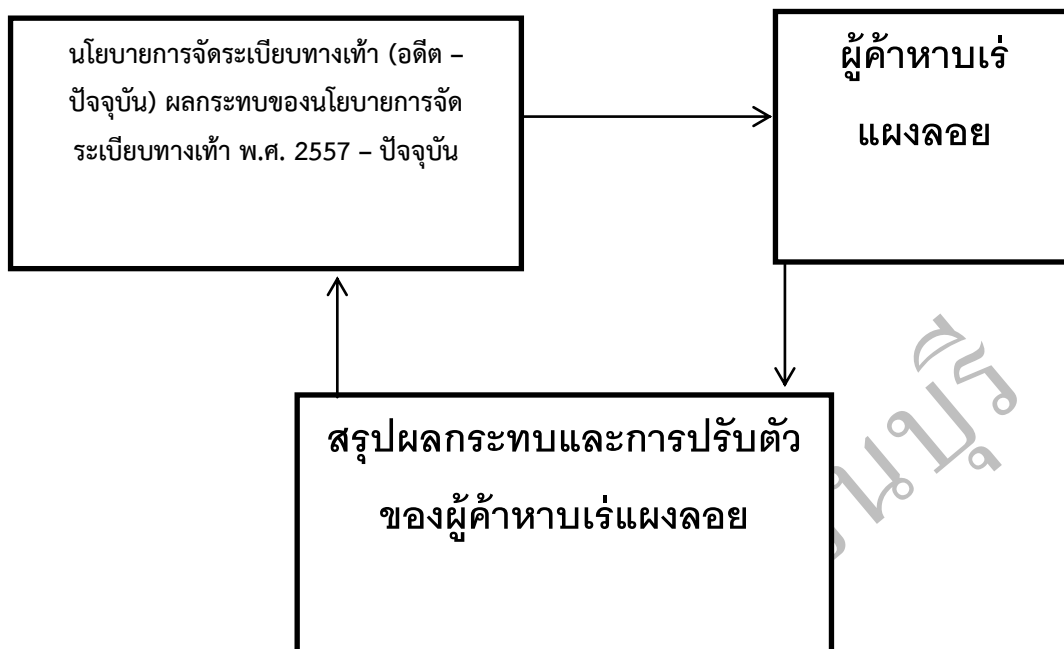 นโยบายการจัดระเบียบทางเท้า (อดีต –
ปัจจุบัน) ผลกระทบของนโยบายการจัด
ระเบียบทางเท้า พ.ศ. 2557 – ปัจจุบัน
ผู้ค้าหาบเร่
แผงลอย
สรุปผลกระทบและการปรับตัว
ของผู้ค้าหาบเร่แผงลอย